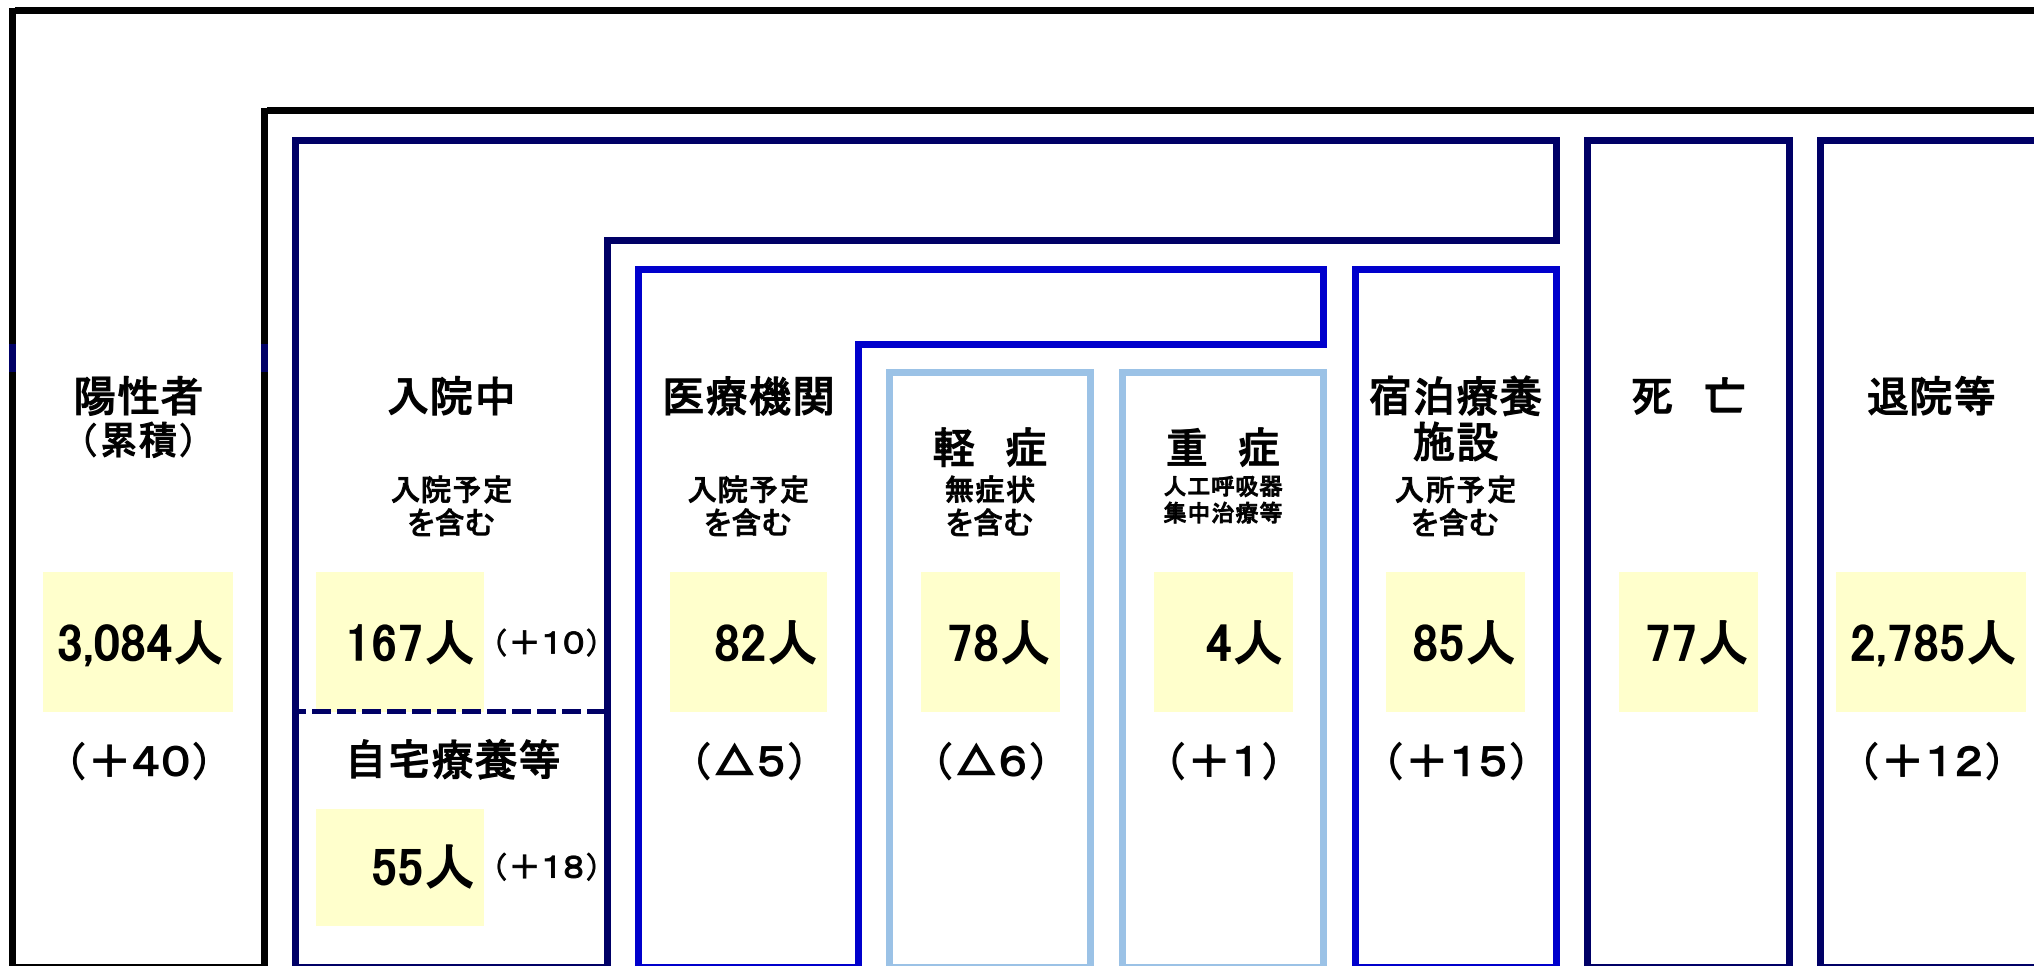 陽性者
（累積）
3,084人
（＋40）
入院中
入院予定
を含む
167人（＋10）
自宅療養等
55人（＋18）
医療機関
入院予定
を含む
82人
（△5）
軽　症
無症状
を含む
78人
（△6）
重　症
人工呼吸器
集中治療等
4人
（＋1）
宿泊療養
施設
入所予定
を含む
85人
（＋15）
死　亡
77人
退院等
2,785人
（＋12）